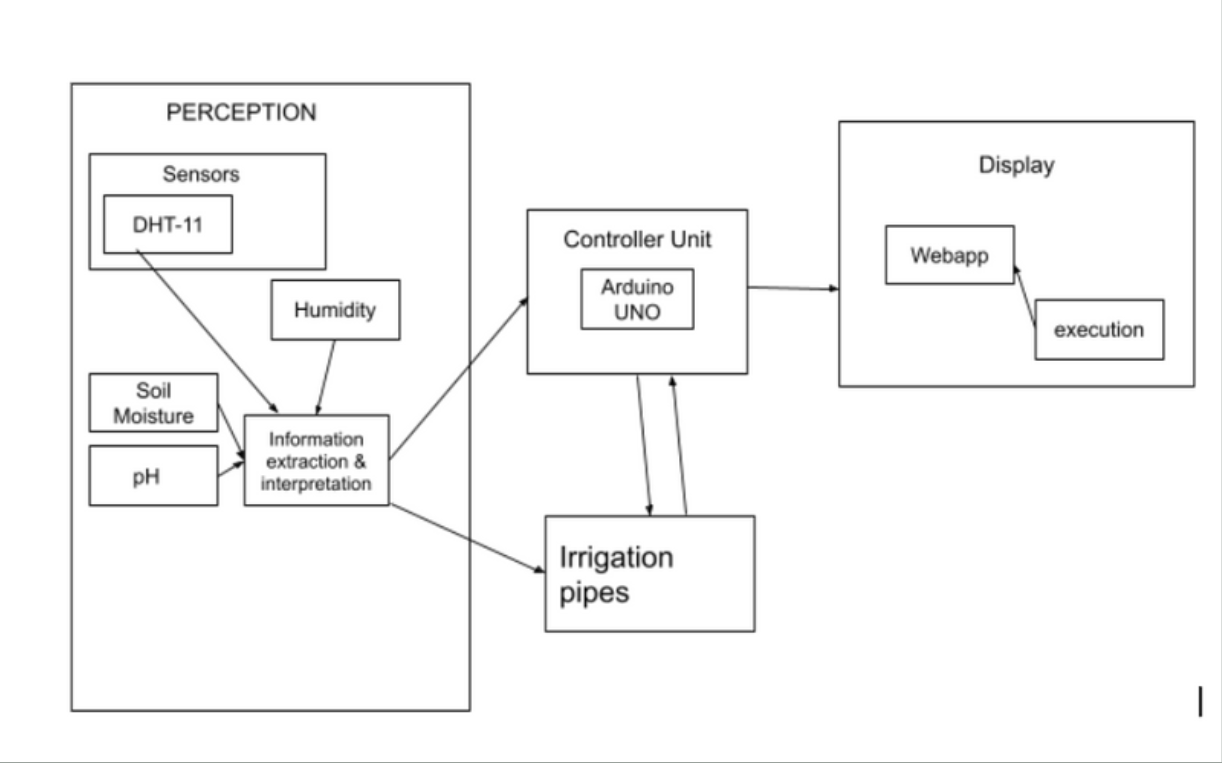 PERCEPTION
Sensors
DHT-11
Humidity
Soil
Moisture
pH
Information
extraction &
interpretation
Controller Unit
Arduino
UNO
Irrigation
pipes
Display
Webapp
execution